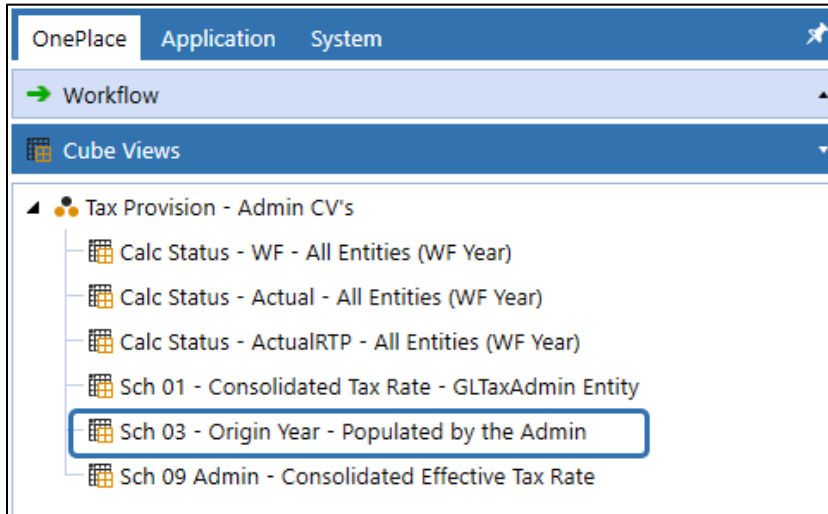 OnePlace Application System
Workflow
Cube Views
Tax Provision - Admin CV's
Calc Status - WF - All Entities (WF Year)
Calc Status - Actual - All Entities (WF Year)
Calc Status - ActualRTP - All Entities (WF Year)
Sch 01 - Consolidated Tax Rate - GLTaxAdmin Entity
Sch 03 - Origin Year - Populated by the Admin
Sch 09 Admin - Consolidated Effective Tax Rate